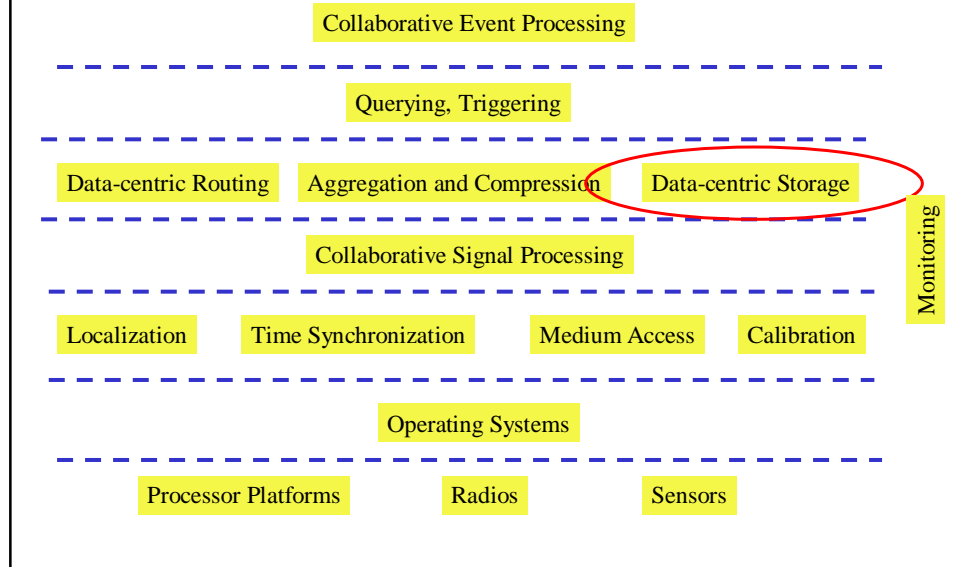 Collaborative Event Processing
Querying, Triggering
Data-centric Routing
Aggregation and Compression
Data-centric Storage
Monitoring
Collaborative Signal Processing
Localization
Time Synchronization
Medium Access
Calibration
Operating Systems
Processor Platforms
Radios
Sensors